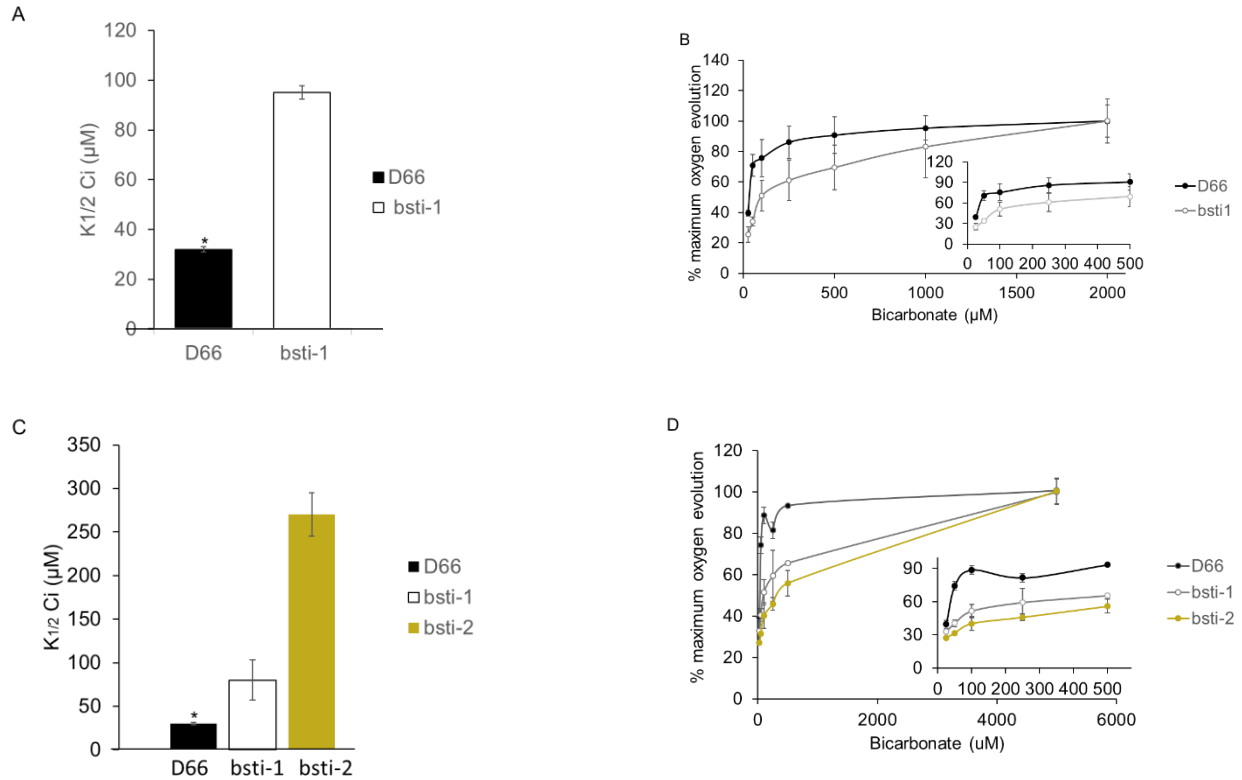 A
120
100
80
60
40
20
0
K1/2 Ci (µM)
*
D66
bsti-1
D66
bsti-1
B
140
120
100
80
60
40
20
0
% maximum oxygen evolution
0 500 1000 1500 2000
Bicarbonate (µM)
120
90
60
30
0
0 100 200 300 400 500
D66
bsti1
C
350
300
250
200
150
100
50
0
K1/2 Ci (µM)
*
D66 bsti-1 bsti-2
D66
bsti-1
bsti-2
D
120
100
80
60
40
20
0
% maximum oxygen evolution
0 2000 4000 6000
Bicarbonate (uM)
90
60
30
0
0 100 200 300 400 500
D66
bsti-1
bsti-2